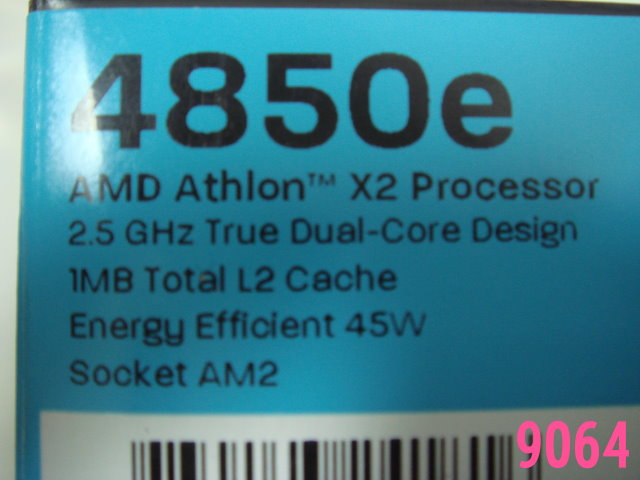 4850e
AMD Athlon™ X2 Processor
2.5 GHz True Dual-Core Design
1MB Total L2 Cache
Energy Efficient 45W
Socket AM2
9064